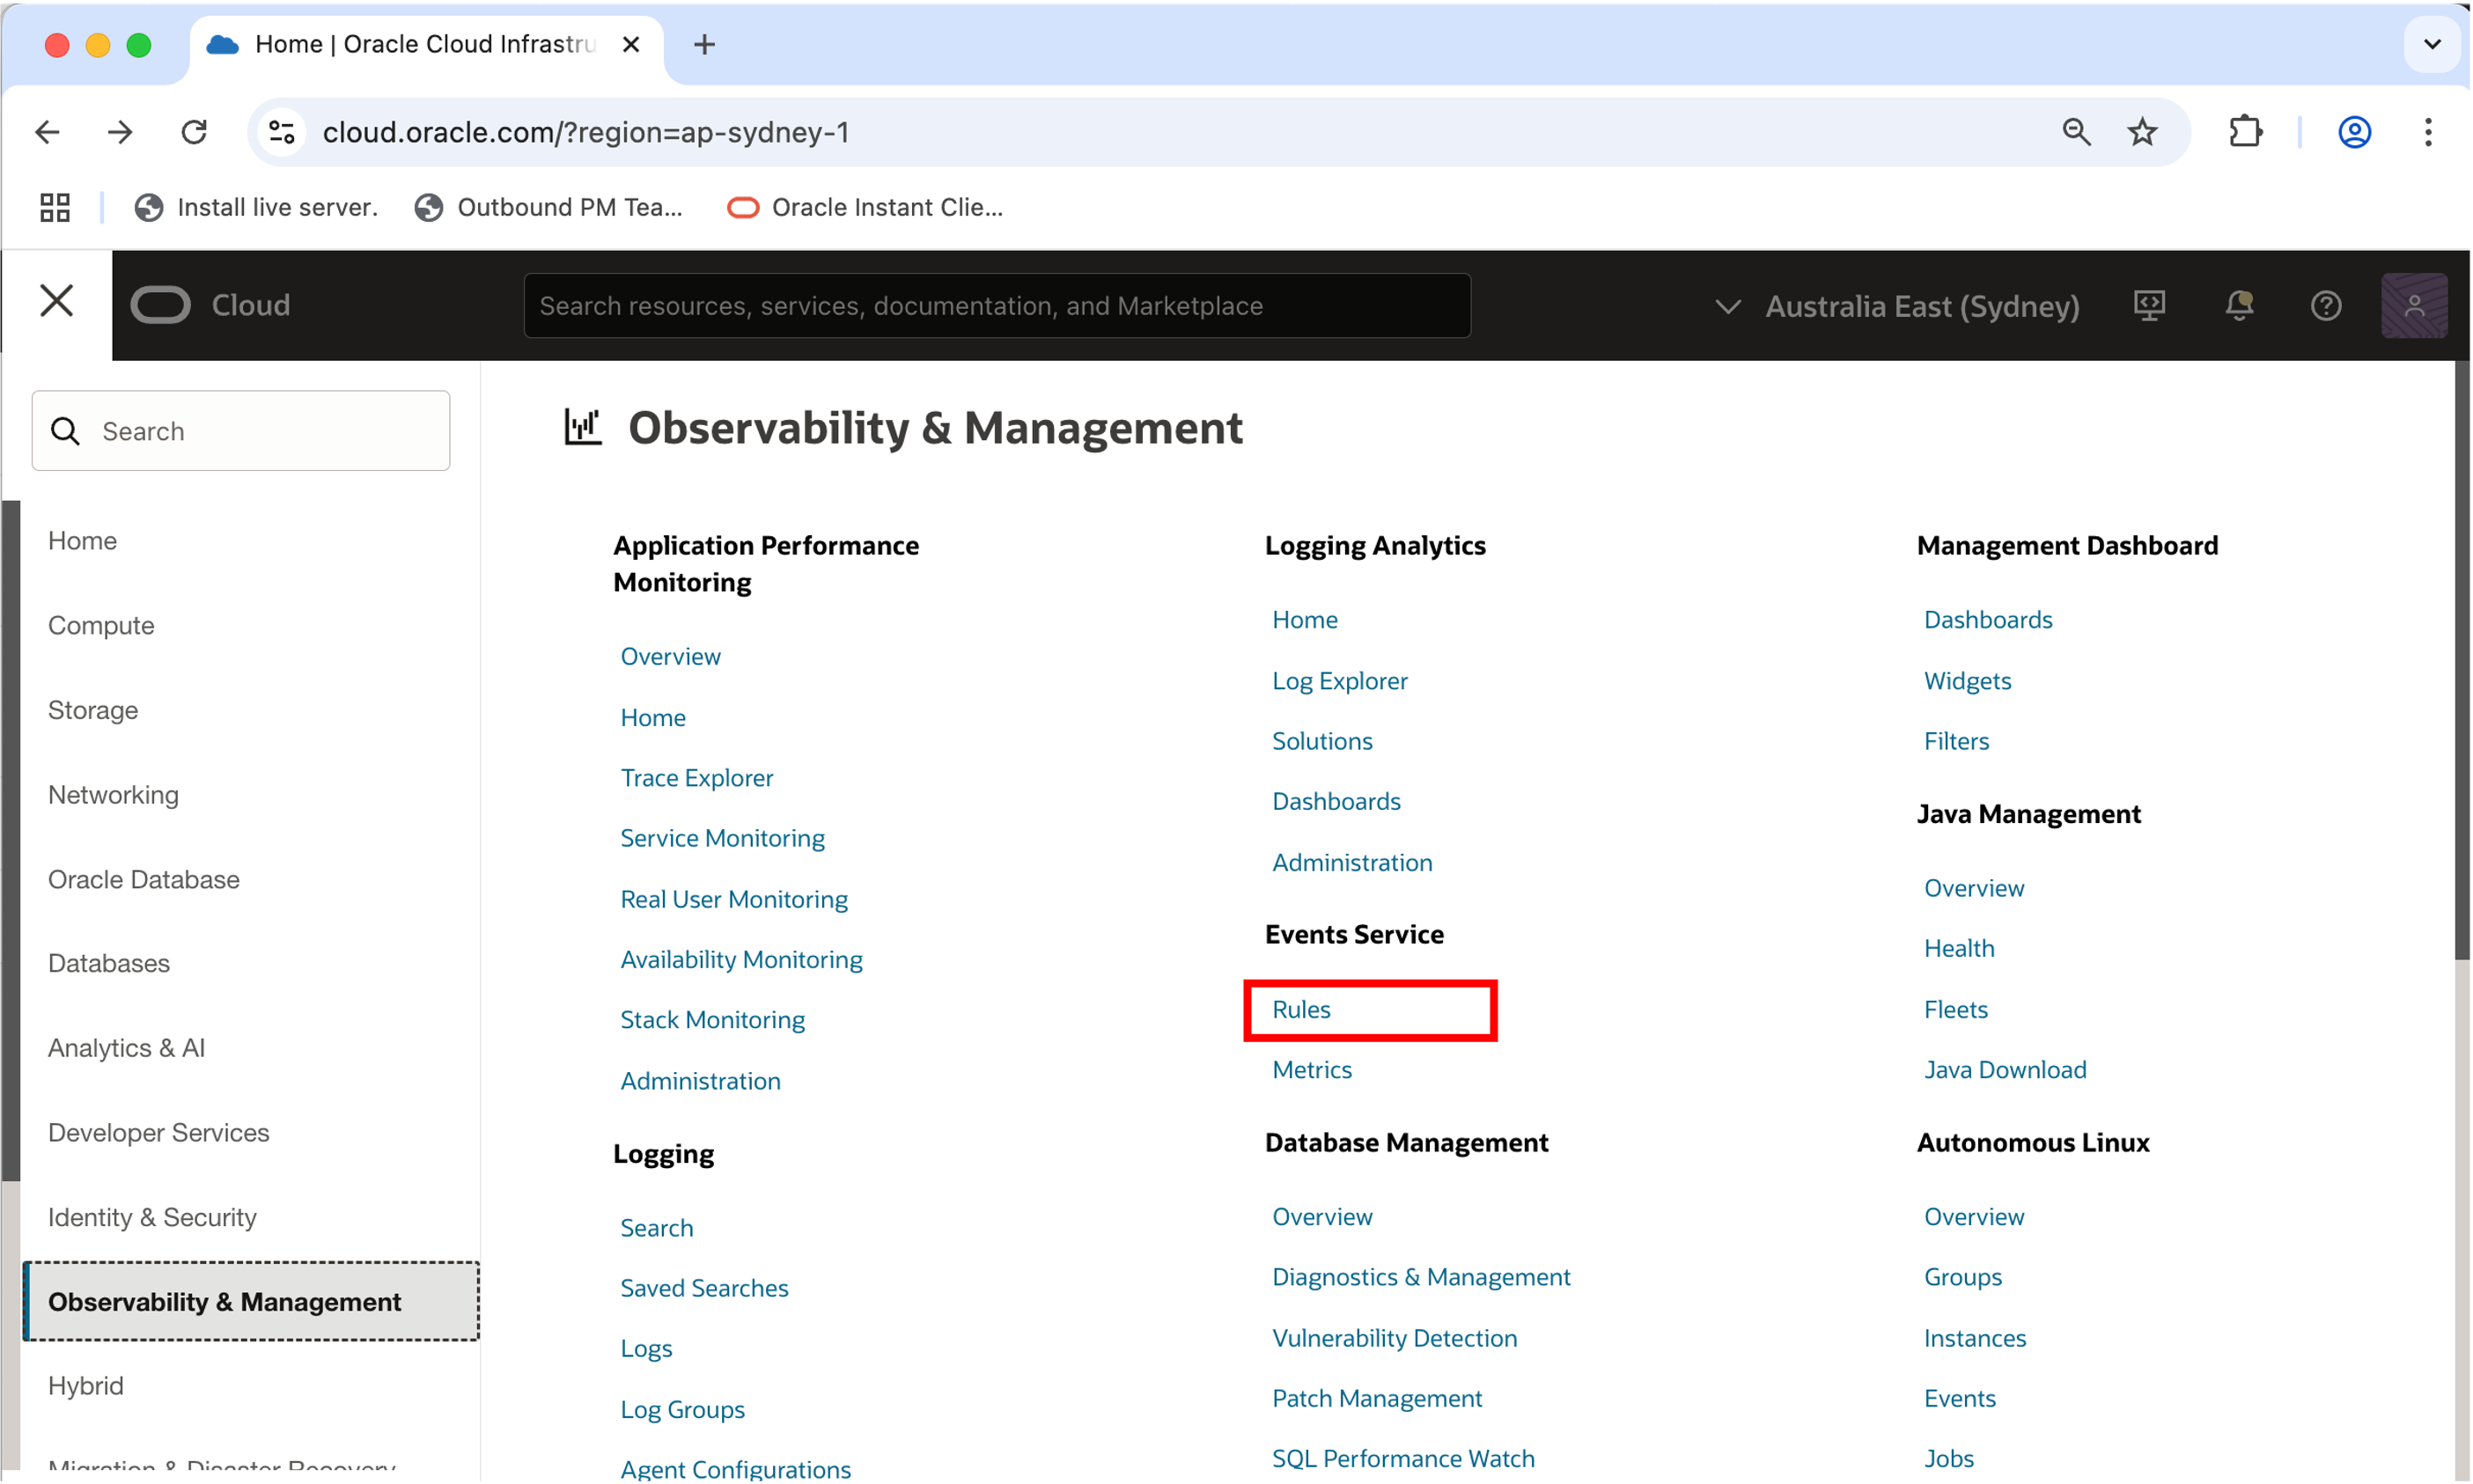 Home | Oracle Cloud Infrastru
cloud.oracle.com/?region=ap-sydney-1
Install live server.
Outbound PM Tea...
Oracle Instant Clie...
Cloud
Search resources, services, documentation, and Marketplace
Australia East (Sydney)
Search
Home
Compute
Storage
Networking
Oracle Database
Databases
Analytics & AI
Developer Services
Identity & Security
Observability & Management
Hybrid
Migration & Disaster Recovery
Observability & Management
Application Performance
Monitoring
Overview
Home
Trace Explorer
Service Monitoring
Real User Monitoring
Availability Monitoring
Stack Monitoring
Administration
Logging
Search
Saved Searches
Logs
Log Groups
Agent Configurations
Logging Analytics
Home
Log Explorer
Solutions
Dashboards
Administration
Events Service
Rules
Metrics
Database Management
Overview
Diagnostics & Management
Vulnerability Detection
Patch Management
SQL Performance Watch
Management Dashboard
Dashboards
Widgets
Filters
Java Management
Overview
Health
Fleets
Java Download
Autonomous Linux
Overview
Groups
Instances
Events
Jobs